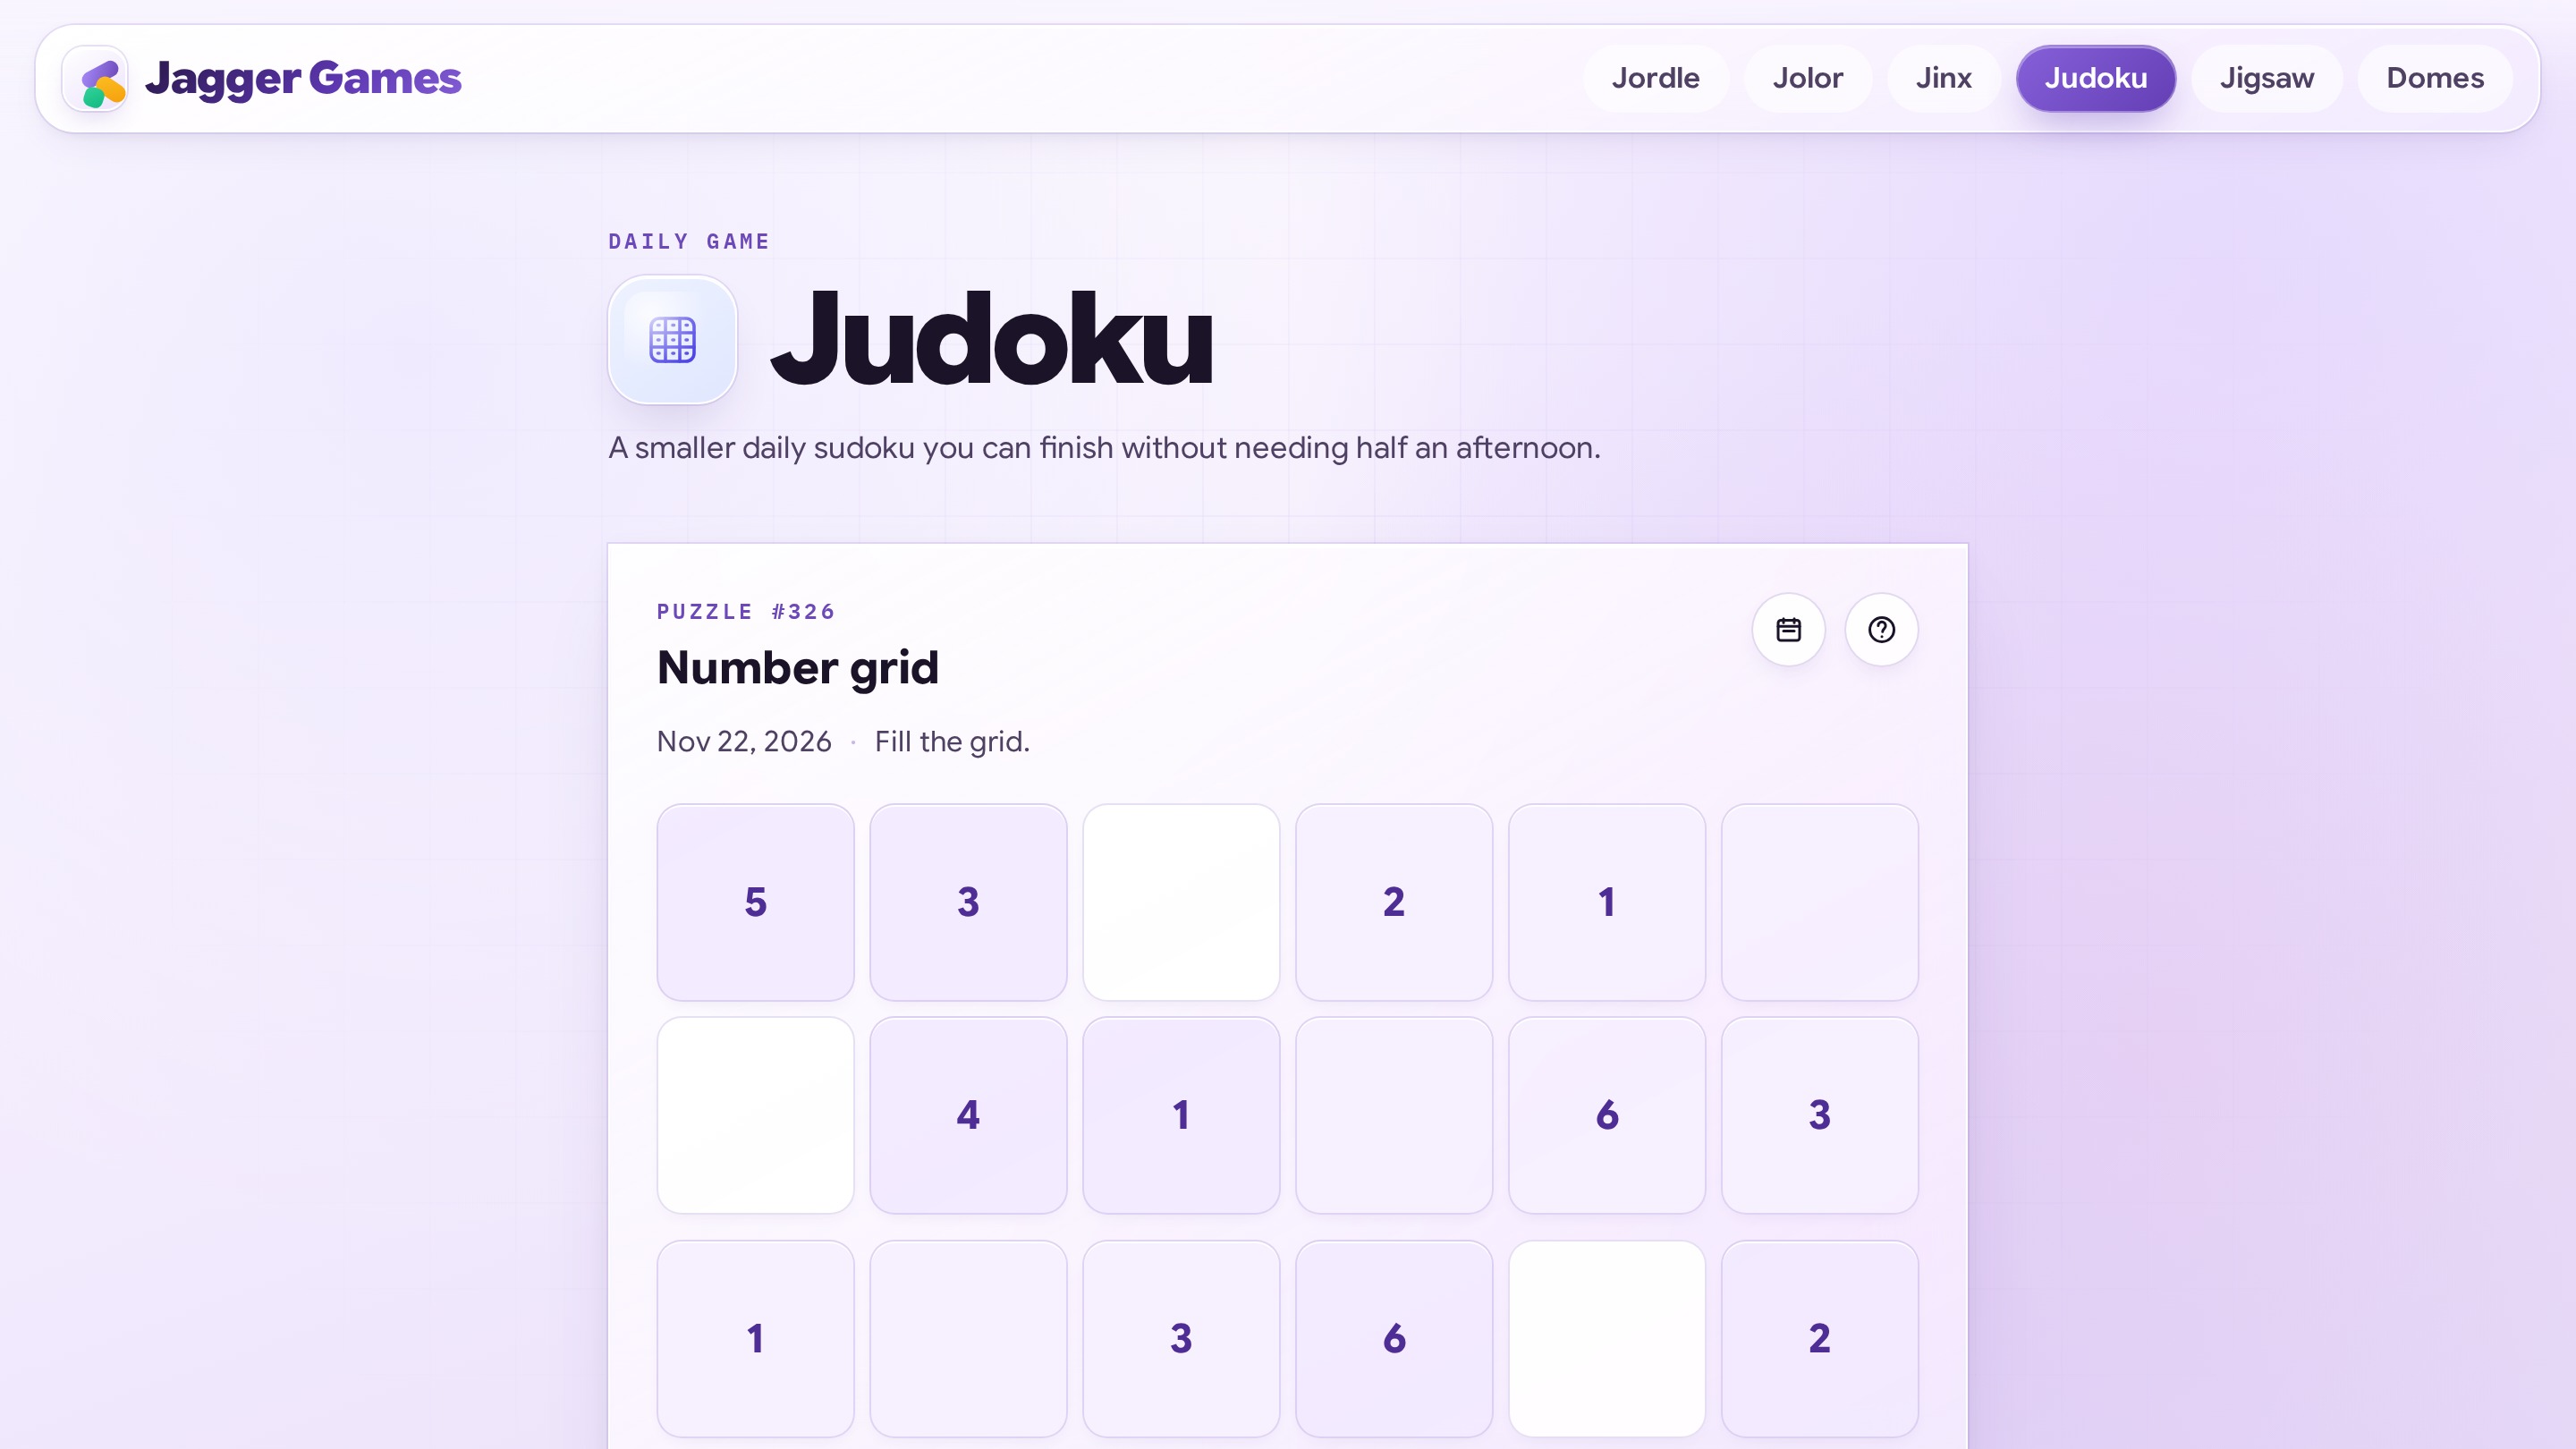 Jagger Games
Jordle Jolor Jinx Judoku Jigsaw Domes
DAILY GAME
Judoku
A smaller daily sudoku you can finish without needing half an afternoon.
PUZZLE #326
Number grid
Nov 22, 2026 · Fill the grid.
5 3 2 1
4 1 6 3
1 3 6 2